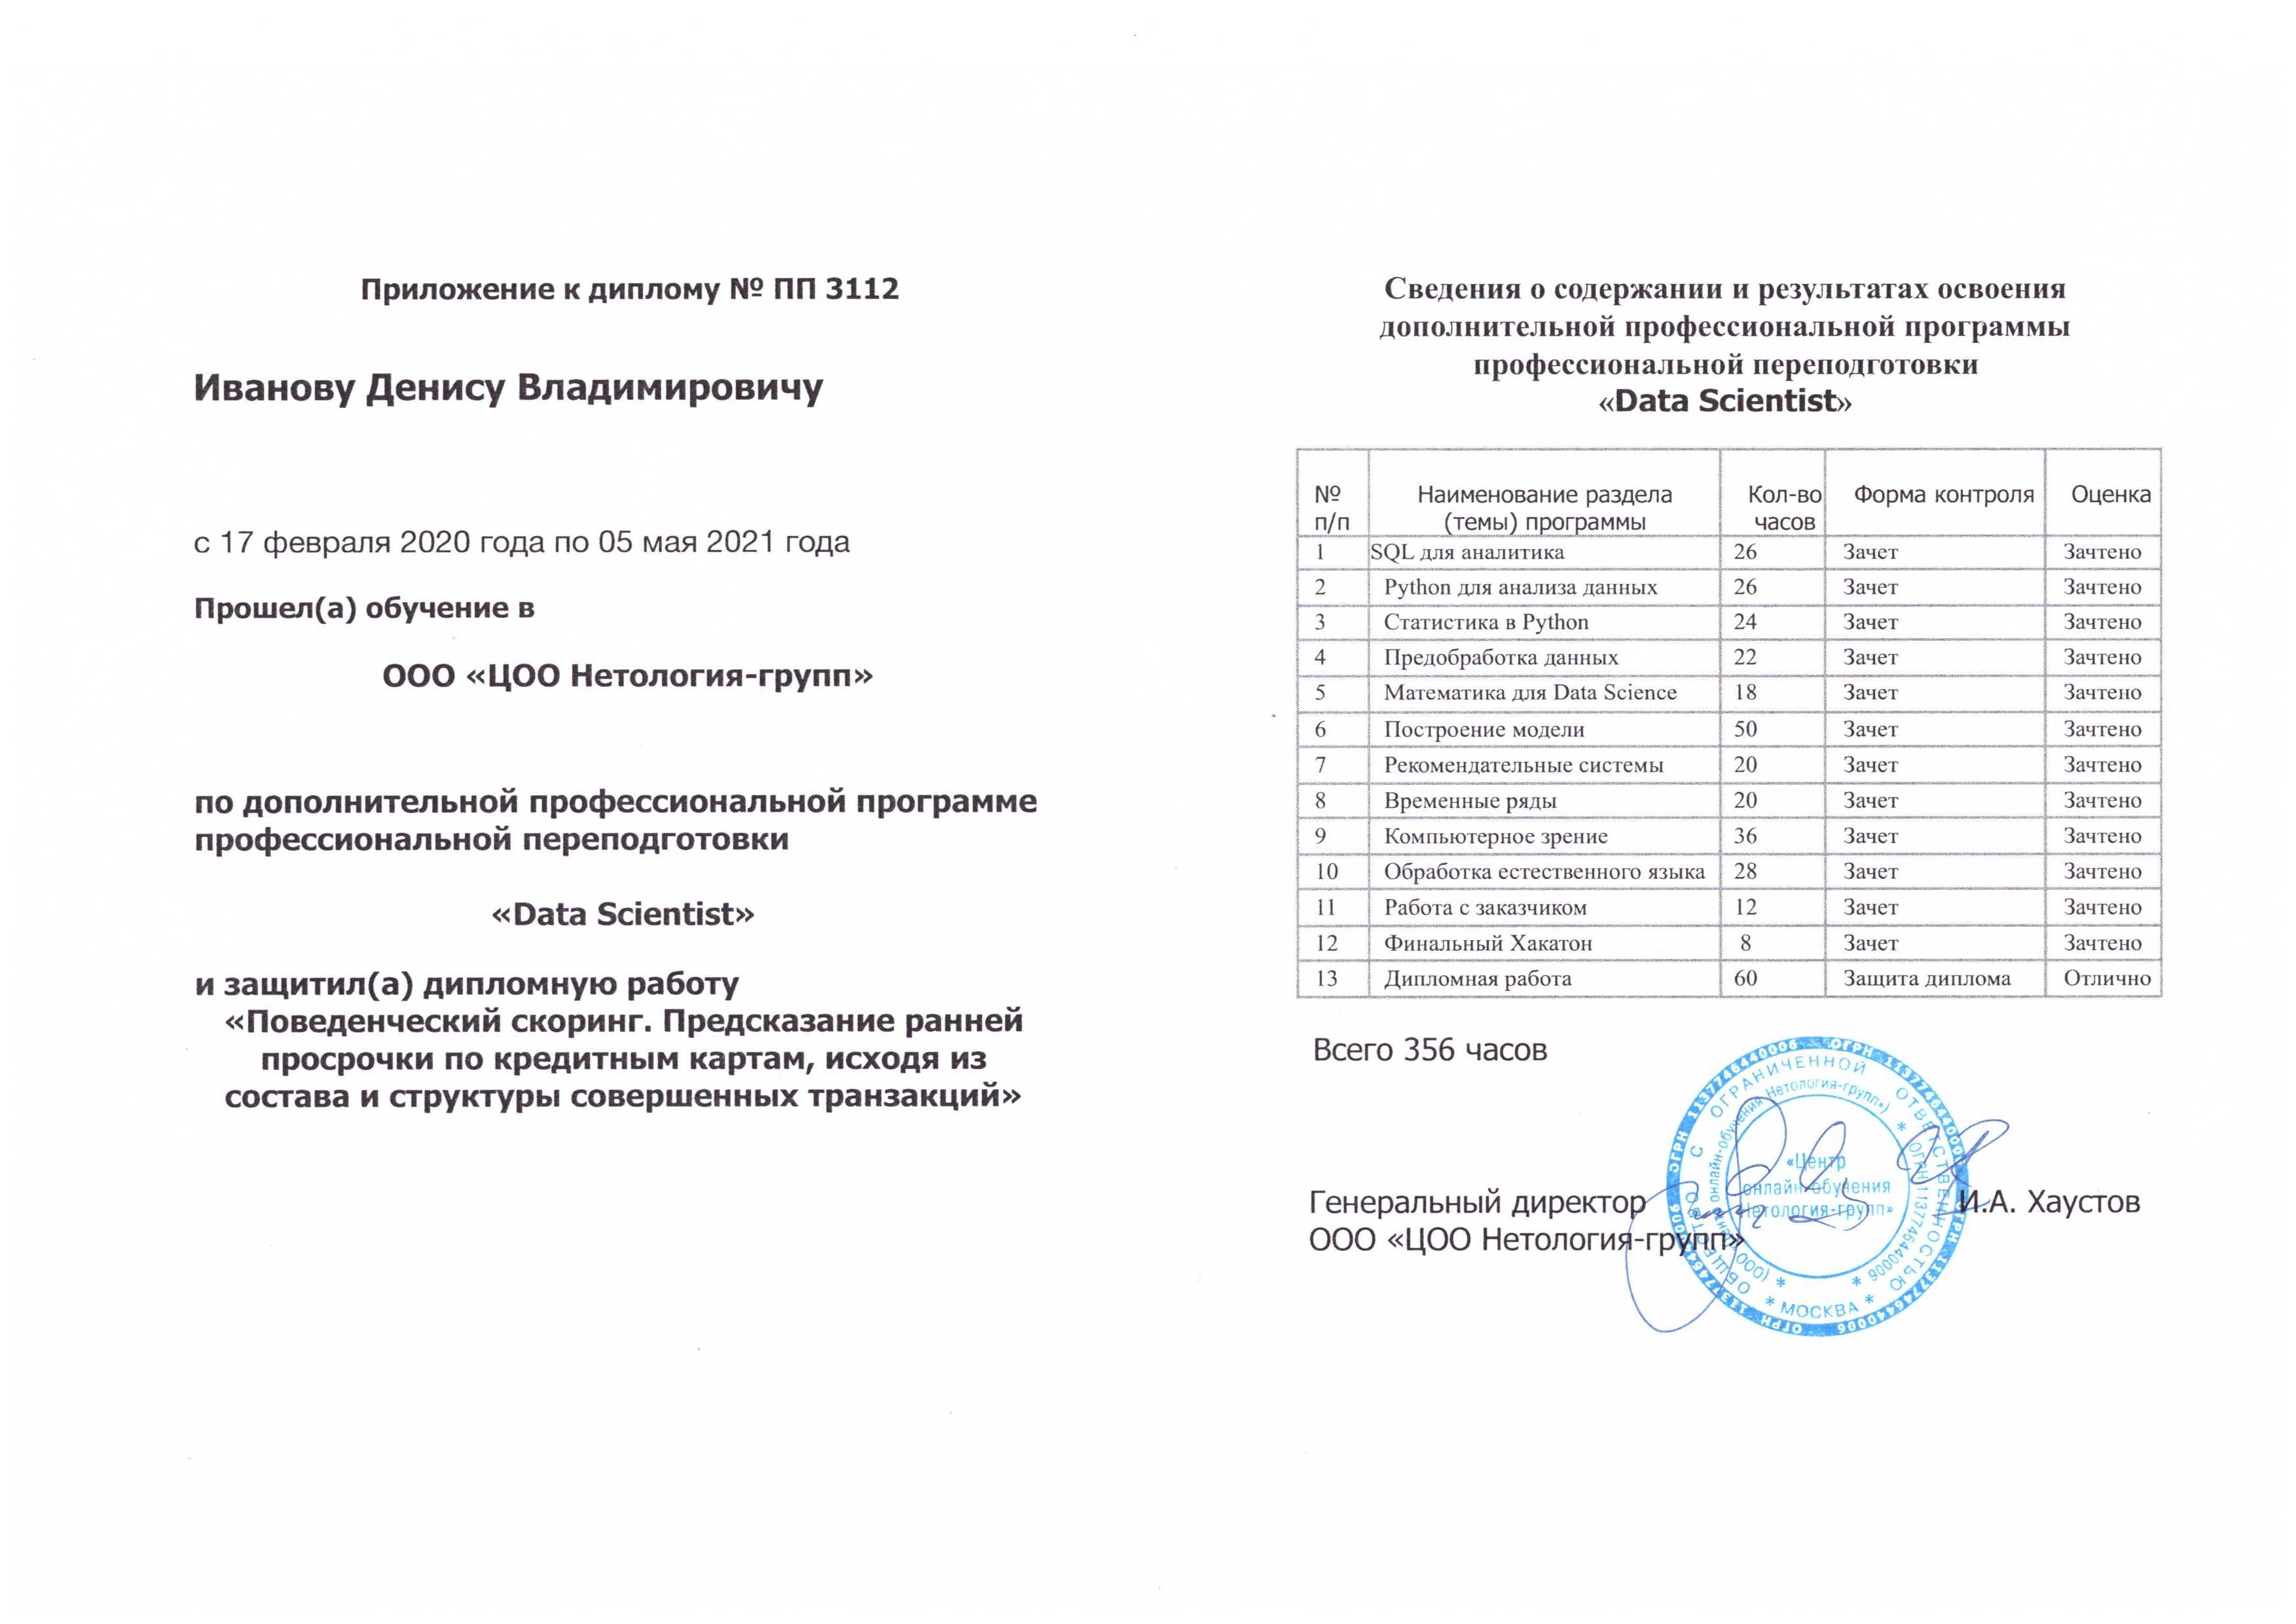 Приложение к диплому № ПП 3112
Иванову Денису Владимировичу
с 17 февраля 2020 года по 05 мая 2021 года
Прошел(а) обучение в
ООО «ЦОО Нетология-групп»
по дополнительной профессиональной программе
профессиональной переподготовки
«Data Scientist»
и защитил(а) дипломную работу
«Поведенческий скоринг. Предсказание ранней
просрочки по кредитным картам, исходя из
состава и структуры совершенных транзакций»
Сведения о содержании и результатах освоения
дополнительной профессиональной программы
профессиональной переподготовки
«Data Scientist»
№ п/п Наименование раздела (темы) программы Кол-во часов Форма контроля Оценка
1 SQL для аналитика 26 Зачет Зачтено
2 Python для анализа данных 26 Зачет Зачтено
3 Статистика в Python 24 Зачет Зачтено
4 Предобработка данных 22 Зачет Зачтено
5 Математика для Data Science 18 Зачет Зачтено
6 Построение модели 50 Зачет Зачтено
7 Рекомендательные системы 20 Зачет Зачтено
8 Временные ряды 20 Зачет Зачтено
9 Компьютерное зрение 36 Зачет Зачтено
10 Обработка естественного языка 28 Зачет Зачтено
11 Работа с заказчиком 12 Зачет Зачтено
12 Финальный Хакатон 8 Зачет Зачтено
13 Дипломная работа 60 Защита диплома Отлично
Всего 356 часов
Генеральный директор И.А. Хаустов
ООО «ЦОО Нетология-групп»
ОГРН 1137746440006 ОГРН 1137746440006 ОГРН 1137746440006 ОГРН 1137746440006
ОБЩЕСТВО С ОГРАНИЧЕННОЙ ОТВЕТСТВЕННОСТЬЮ
* МОСКВА *
(ООО «Центр онлайн-обучения Нетология-групп») * ОГРН 1137746440006 *
«Центр
онлайн-обучения
Нетология-групп»